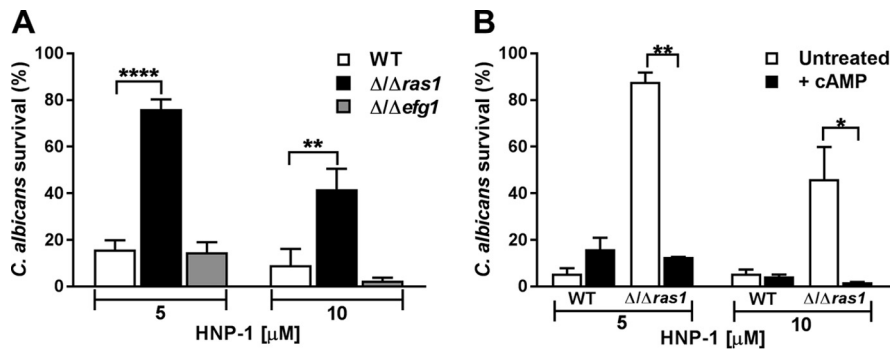 A
100
80
60
40
20
0
C. albicans survival (%)
****
**
WT
Δ/Δras1
Δ/Δefg1
5
10
HNP-1 [μM]
B
100
80
60
40
20
0
C. albicans survival (%)
**
*
Untreated
+ cAMP
WT
Δ/Δras1
WT
Δ/Δras1
5
10
HNP-1 [μM]